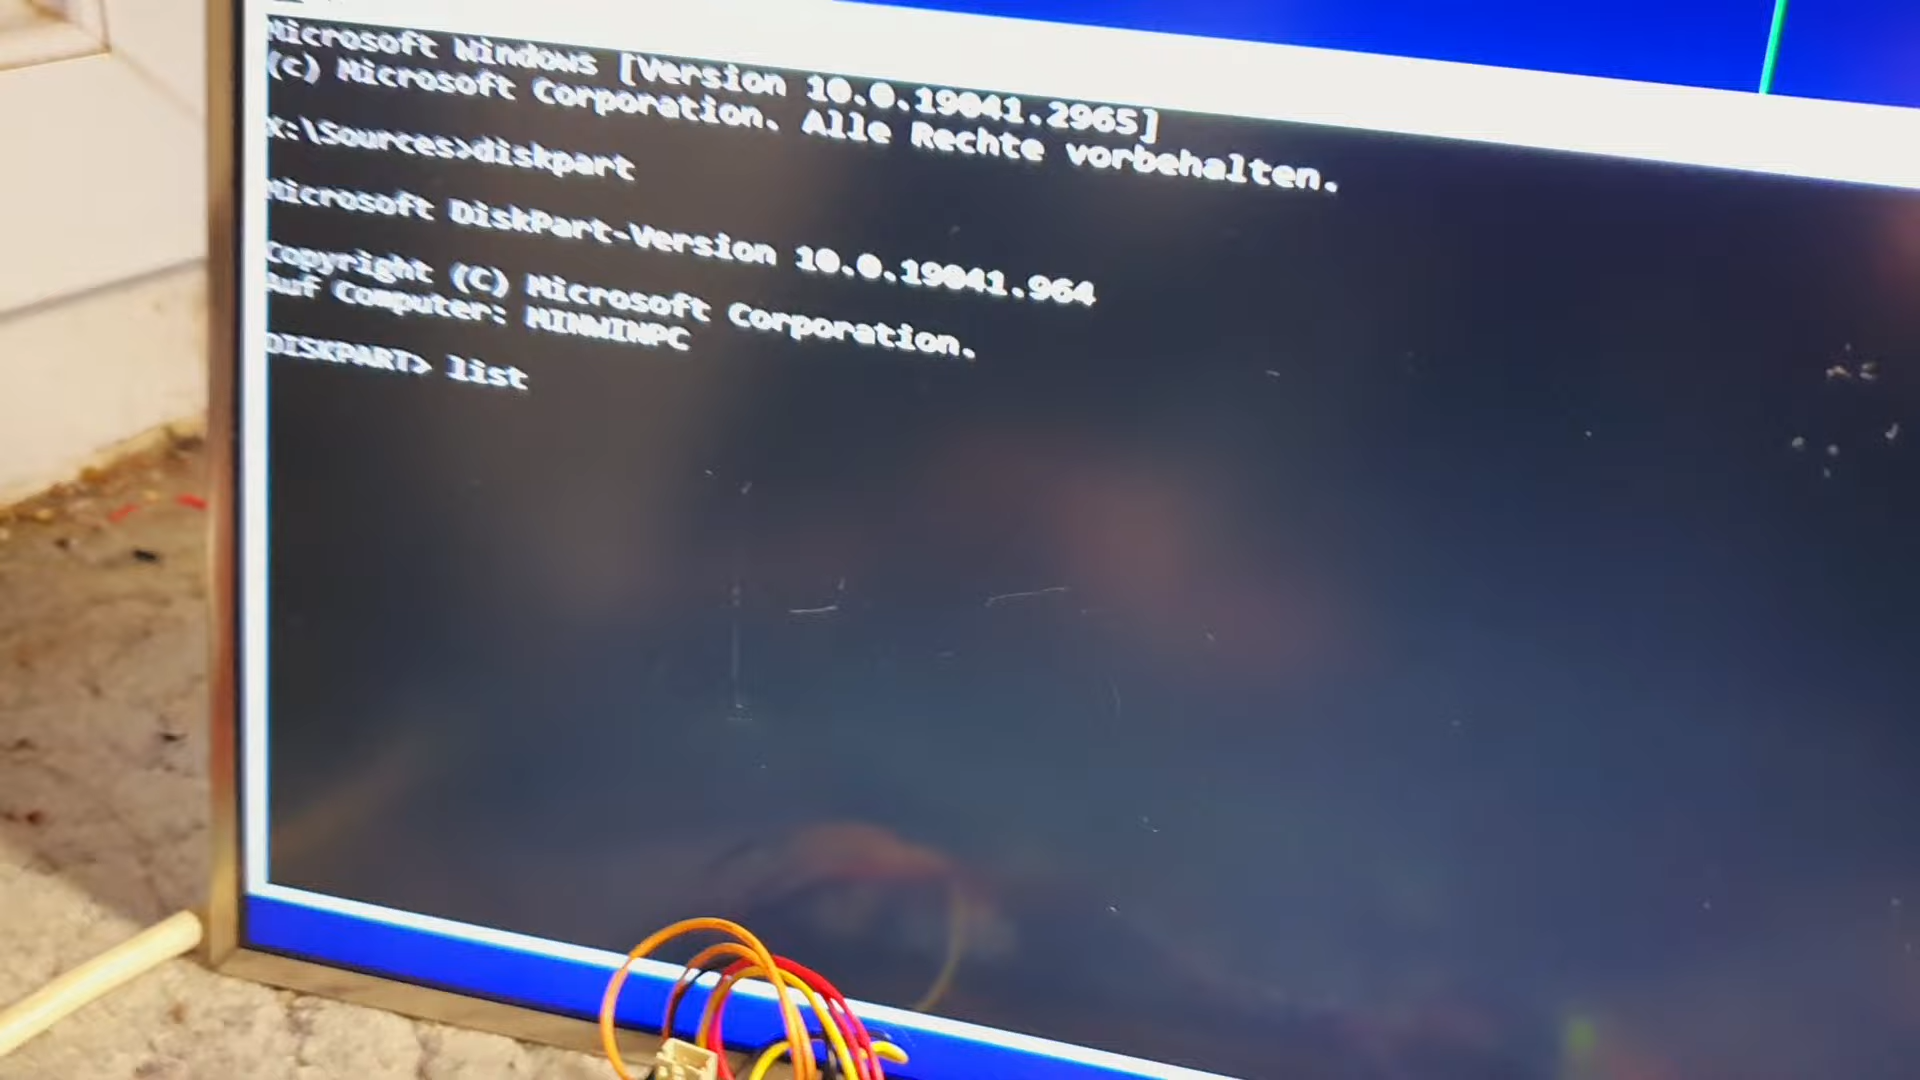 Microsoft Windows [Version 10.0.19041.2965]
(c) Microsoft Corporation. Alle Rechte vorbehalten.
X:\Sources>diskpart
Microsoft DiskPart-Version 10.0.19041.964
Copyright (C) Microsoft Corporation.
Auf Computer: MININT
DISKPART> list